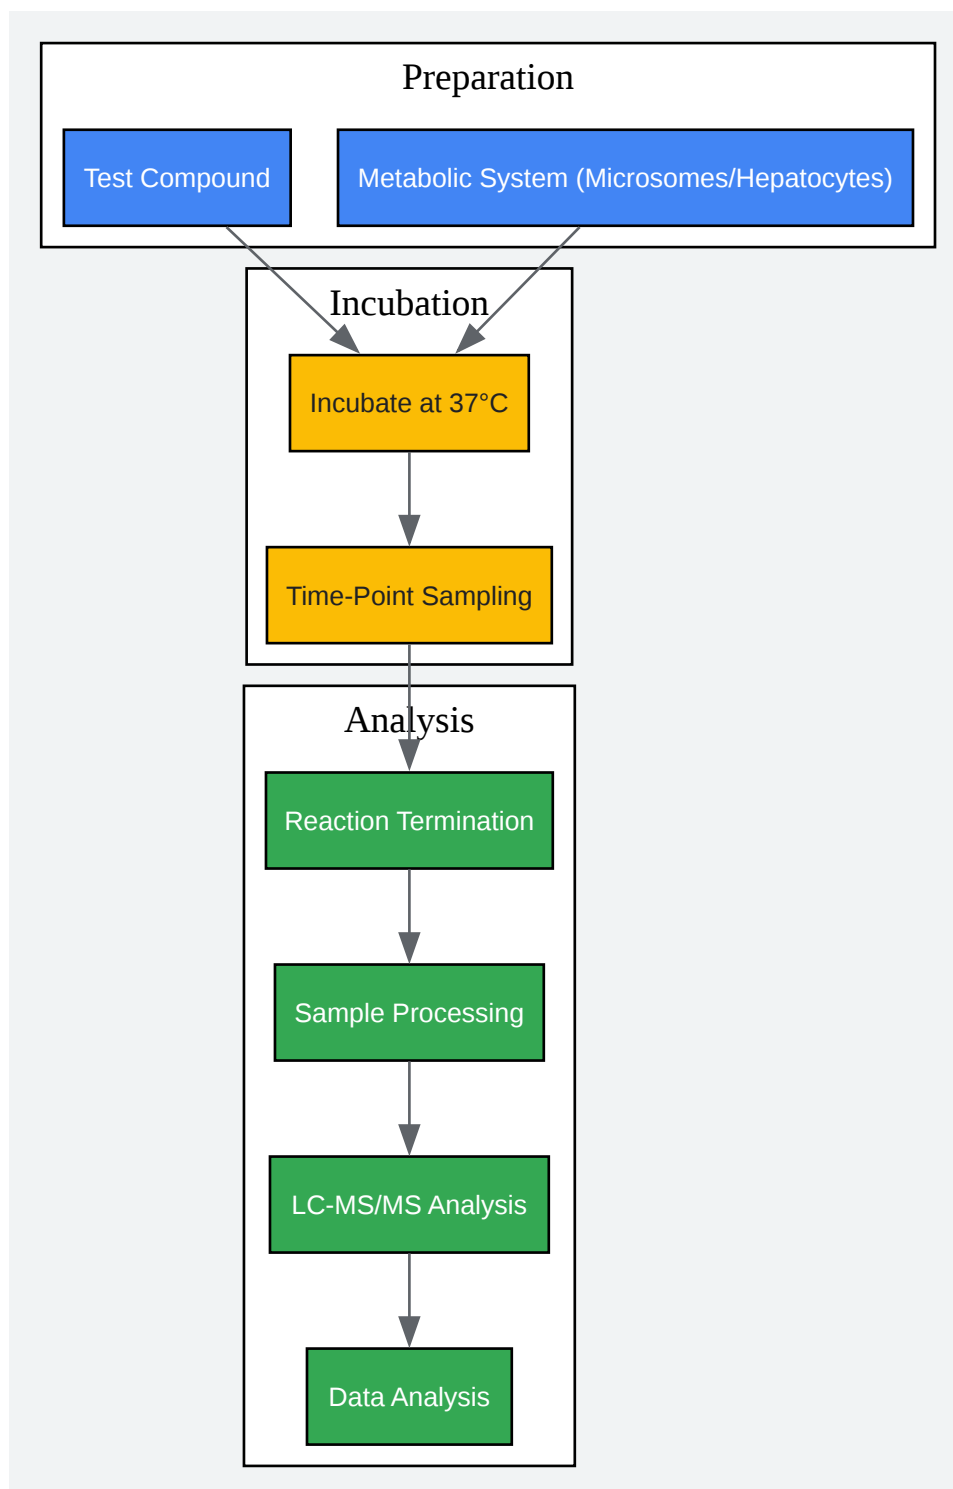 Preparation
Test Compound
Metabolic System (Microsomes/Hepatocytes)
Incubation
Incubate at 37°C
Time-Point Sampling
Analysis
Reaction Termination
Sample Processing
LC-MS/MS Analysis
Data Analysis